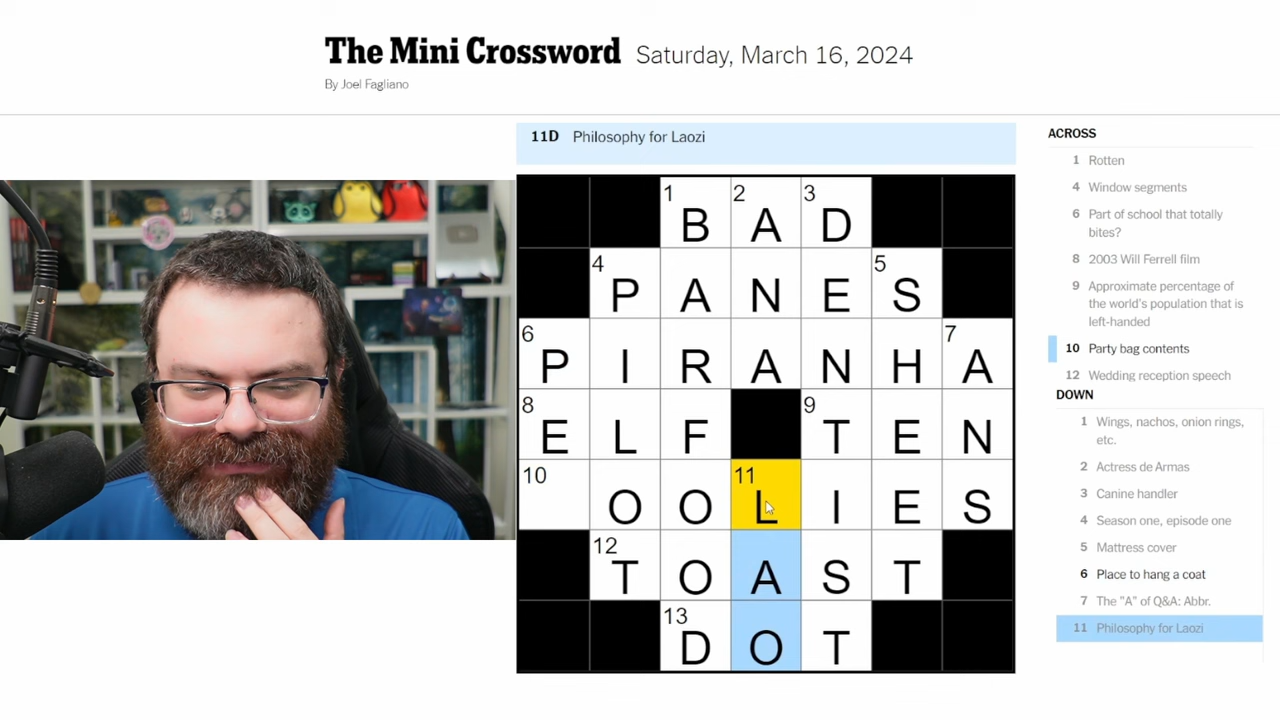 The Mini Crossword Saturday, March 16, 2024
By Joel Fagliano
11D Philosophy for Laozi
1 2 3
B A D
4 5
P A N E S
6 7
P I R A N H A
8 9
E L F T E N
10 11
O O L I E S
12
T O A S T
13
D O T
ACROSS
1 Rotten
4 Window segments
6 Part of school that totally
bites?
8 2003 Will Ferrell film
9 Approximate percentage of
the world's population that is
left-handed
10 Party bag contents
12 Wedding reception speech
DOWN
1 Wings, nachos, onion rings,
etc.
2 Actress de Armas
3 Canine handler
4 Season one, episode one
5 Mattress cover
6 Place to hang a coat
7 The "A" of Q&A: Abbr.
11 Philosophy for Laozi